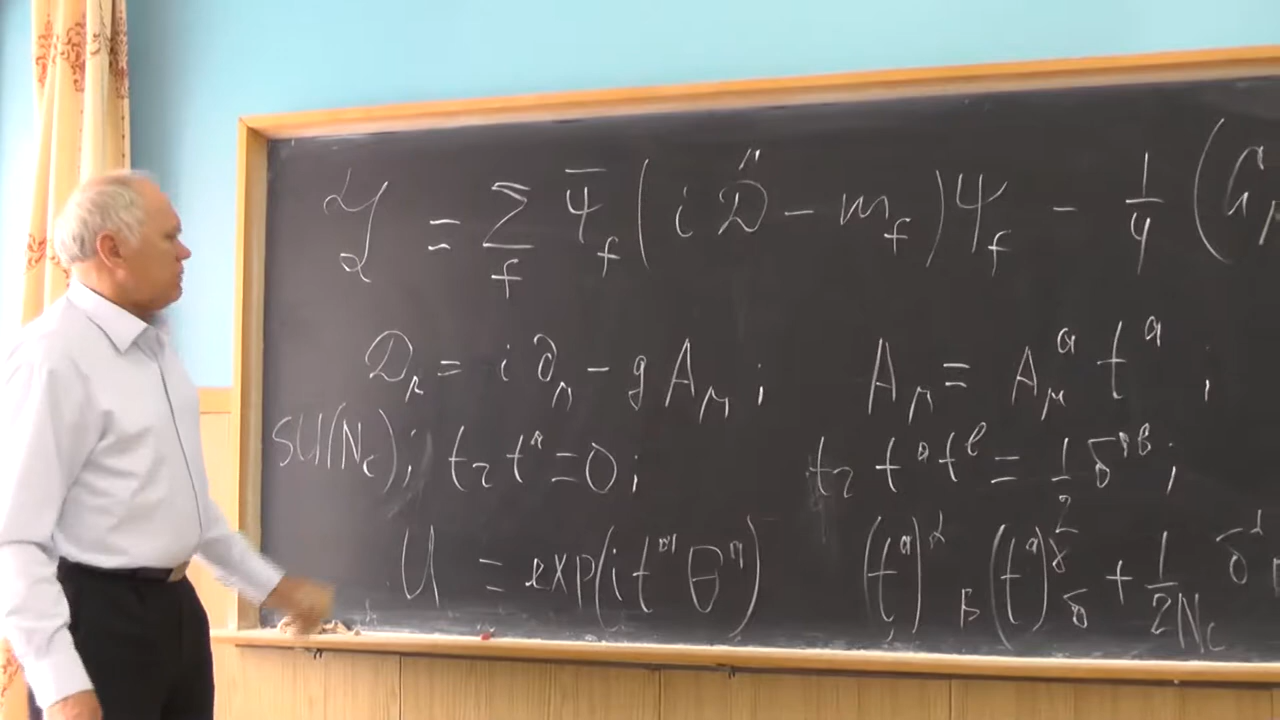 ℒ = Σ_f Ψ̄_f ( i D̂ − m_f ) Ψ_f − 1/4 ( G
D_μ = i ∂_μ − g A_μ ; A_μ = A_μ^a t^a ;
SU(N_c) ; tr t^a = 0 ; tr t^a t^b = 1/2 δ^{ab} ;
U = exp(i t^a θ^a) (t^a)^α_β (t^a)^γ_δ + 1/(2N_c) δ^α